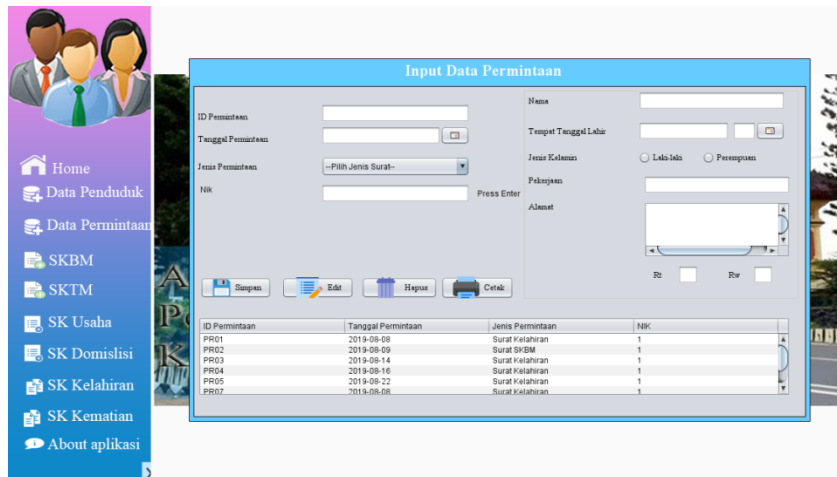 Home
Data Penduduk
Data Permintaan
SKBM
SKTM
SK Usaha
SK Domislisi
SK Kelahiran
SK Kematian
About aplikasi
Input Data Permintaan
ID Permintaan
Tanggal Permintaan
Jenis Permintaan
--Pilih Jenis Surat--
Nik
Press Enter
Nama
Tempat Tanggal Lahir
Jenis Kelamin
Laki-laki Perempuan
Pekerjaan
Alamat
Rt Rw
Simpan Edit Hapus Cetak
ID Permintaan Tanggal Permintaan Jenis Permintaan NIK
PR01 2019-08-08 Surat Kelahiran 1
PR02 2019-08-09 Surat SKBM 1
PR03 2019-08-14 Surat Kelahiran 1
PR04 2019-08-16 Surat Kelahiran 1
PR05 2019-08-22 Surat Kelahiran 1
PR07 2019-08-08 Surat Kelahiran 1